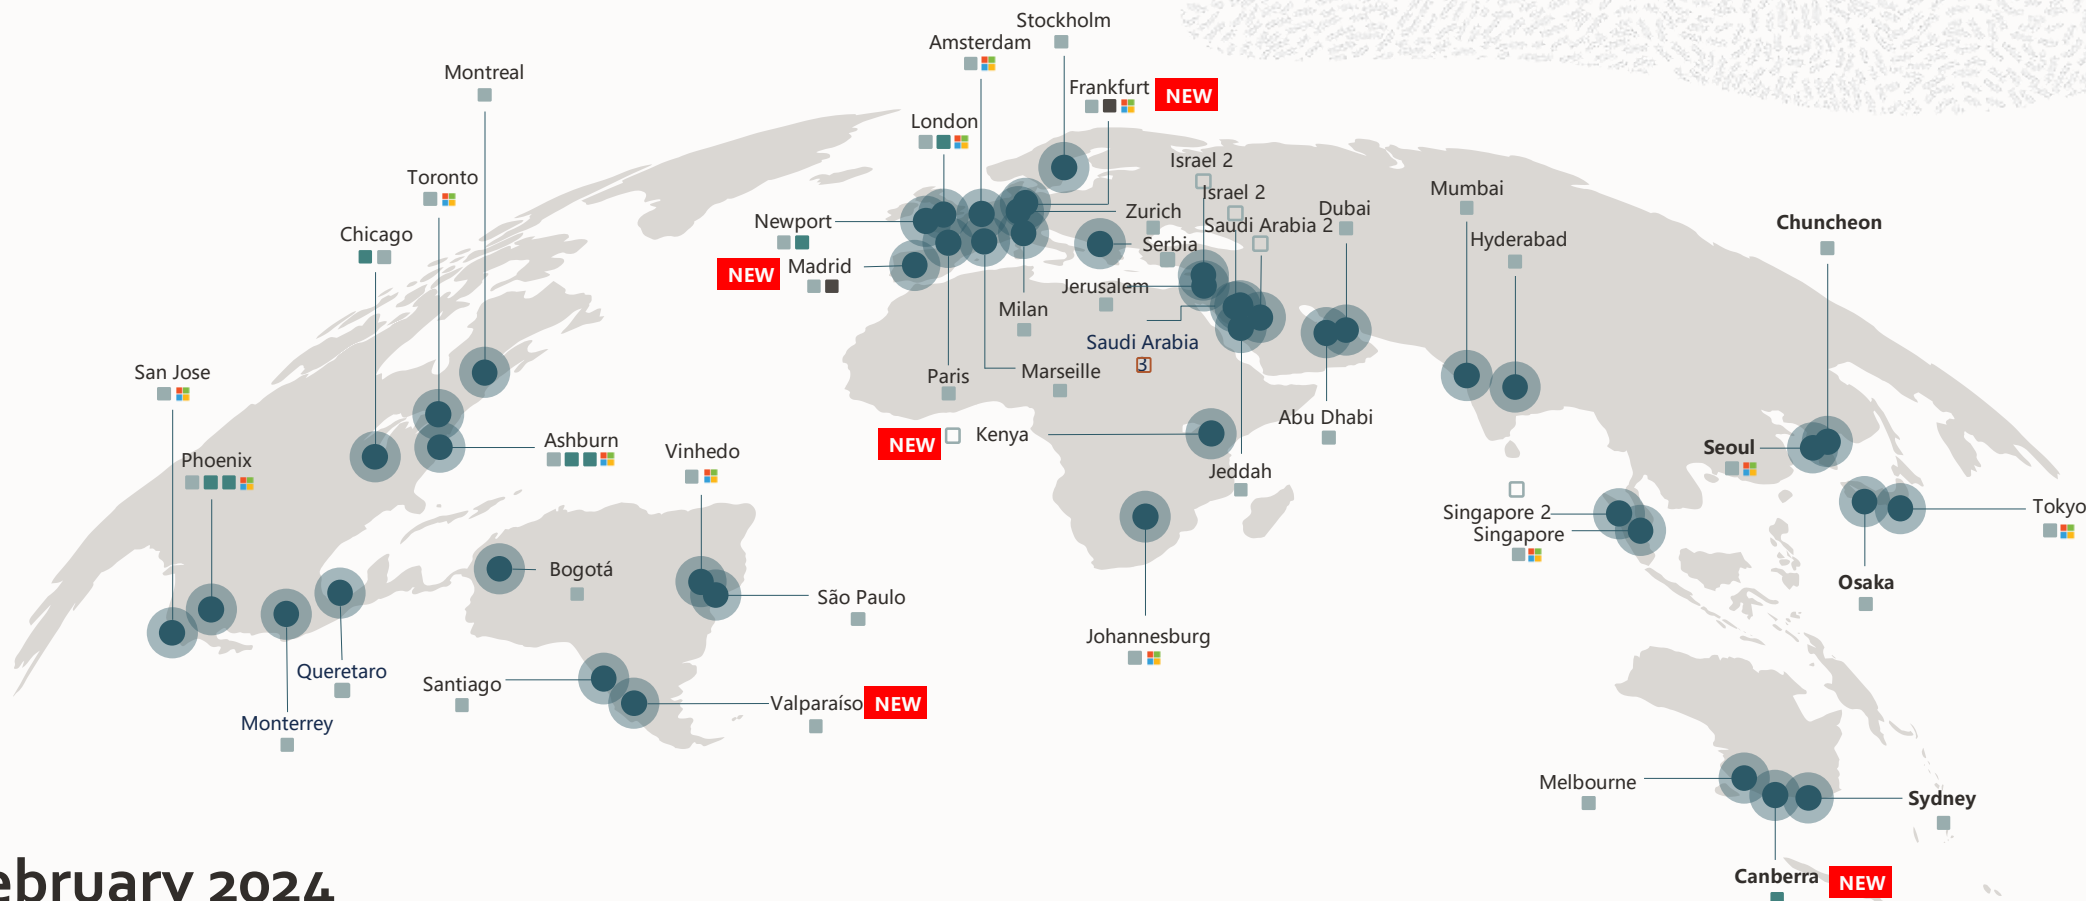 Stockholm
Amsterdam
Montreal
Frankfurt NEW
London
Israel 2
Toronto
Israel 2
Mumbai
Newport
Zurich
Dubai
Saudi Arabia 2
Chuncheon
Chicago
Serbia
Hyderabad
NEW Madrid
Jerusalem
Milan
Saudi Arabia
3
San Jose
Paris
Marseille
Abu Dhabi
NEW Kenya
Ashburn
Vinhedo
Seoul
Phoenix
Jeddah
Singapore 2
Tokyo
Singapore
Bogotá
Osaka
São Paulo
Johannesburg
Queretaro
Santiago
Valparaíso NEW
Monterrey
Melbourne
Sydney
Canberra NEW
ebruary 2024